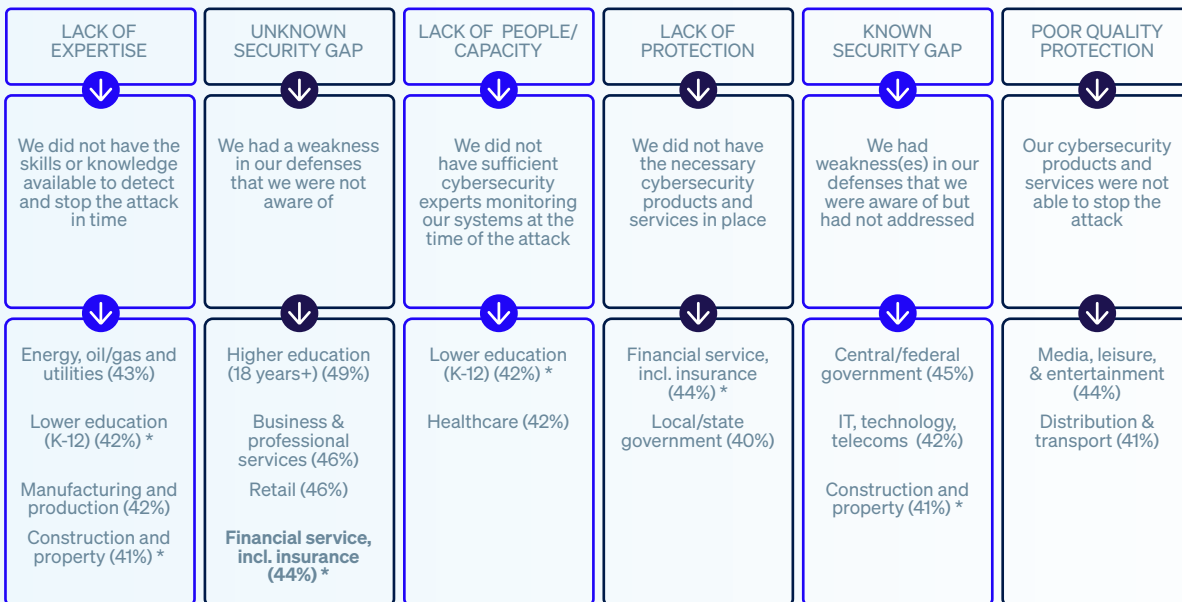 LACK OF
EXPERTISE
We did not have the
skills or knowledge
available to detect
and stop the attack
in time
Energy, oil/gas and
utilities (43%)
Lower education
(K-12) (42%) *
Manufacturing and
production (42%)
Construction and
property (41%) *
UNKNOWN
SECURITY GAP
We had a weakness
in our defenses
that we were not
aware of
Higher education
(18 years+) (49%)
Business &
professional
services (46%)
Retail (46%)
Financial service,
incl. insurance
(44%) *
LACK OF PEOPLE/
CAPACITY
We did not
have sufficient
cybersecurity
experts monitoring
our systems at the
time of the attack
Lower education
(K-12) (42%) *
Healthcare (42%)
LACK OF
PROTECTION
We did not have
the necessary
cybersecurity
products and
services in place
Financial service,
incl. insurance
(44%) *
Local/state
government (40%)
KNOWN
SECURITY GAP
We had
weakness(es) in our
defenses that we
were aware of but
had not addressed
Central/federal
government (45%)
IT, technology,
telecoms (42%)
Construction and
property (41%) *
POOR QUALITY
PROTECTION
Our cybersecurity
products and
services were not
able to stop the
attack
Media, leisure,
& entertainment
(44%)
Distribution &
transport (41%)